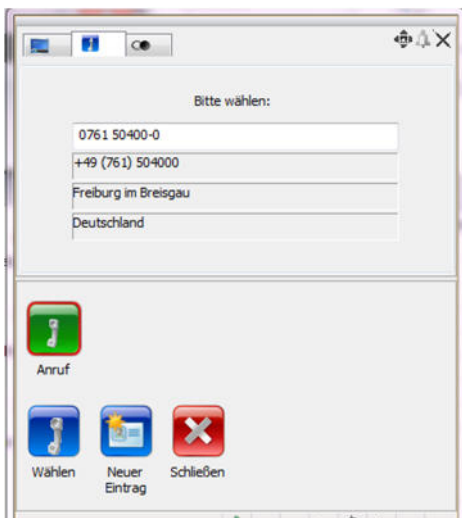 Bitte wählen:
0761 50400-0
+49 (761) 504000
Freiburg im Breisgau
Deutschland
Anruf
Wählen
Neuer
Eintrag
Schließen